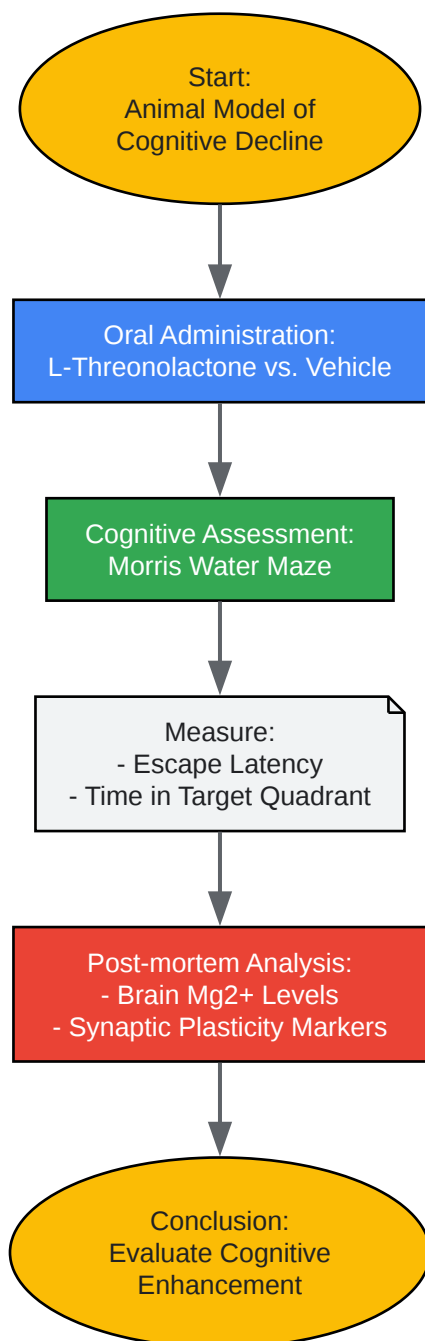 Start:
Animal Model of
Cognitive Decline
Oral Administration:
L-Threonolactone vs. Vehicle
Cognitive Assessment:
Morris Water Maze
Measure:
- Escape Latency
- Time in Target Quadrant
Post-mortem Analysis:
- Brain Mg2+ Levels
- Synaptic Plasticity Markers
Conclusion:
Evaluate Cognitive
Enhancement